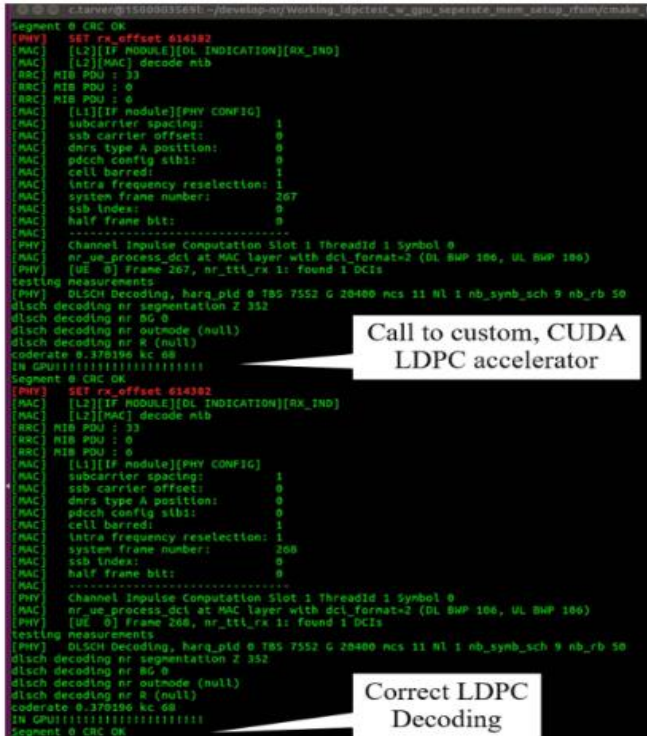 c.tarver@1500003569l: ~/develop-nr/Working_ldpctest_w_gpu_seperate_mem_setup_rfsim/cmake_
Segment 0 CRC OK
[PHY] SET rx_offset 614382
[MAC] [L2][IF MODULE][DL INDICATION][RX_IND]
[MAC] [L2][MAC] decode mib
[RRC] MIB PDU : 33
[RRC] MIB PDU : 0
[RRC] MIB PDU : 6
[MAC] [L1][IF module][PHY CONFIG]
[MAC] subcarrier spacing: 1
[MAC] ssb carrier offset: 0
[MAC] dmrs type A position: 0
[MAC] pdcch config sib1: 0
[MAC] cell barred: 1
[MAC] intra frequency reselection: 1
[MAC] system frame number: 267
[MAC] ssb index: 0
[MAC] half frame bit: 0
[MAC] --------------------------------
[PHY] Channel Impulse Computation Slot 1 ThreadId 1 Symbol 0
[MAC] nr_ue_process_dci at MAC layer with dci_format=2 (DL BWP 106, UL BWP 106)
[PHY] [UE 0] Frame 267, nr_tti_rx 1: found 1 DCIs
testing measurements
[PHY] DLSCH Decoding, harq_pid 0 TBS 7552 G 20400 mcs 11 Nl 1 nb_symb_sch 9 nb_rb 50
dlsch decoding nr segmentation Z 352
dlsch decoding nr BG 0
dlsch decoding nr outmode (null)
dlsch decoding nr R (null)
coderate 0.370196 kc 68
IN GPU!!!!!!!!!!!!!!!!!!!!!!
Call to custom, CUDA
LDPC accelerator
Segment 0 CRC OK
[PHY] SET rx_offset 614382
[MAC] [L2][IF MODULE][DL INDICATION][RX_IND]
[MAC] [L2][MAC] decode mib
[RRC] MIB PDU : 33
[RRC] MIB PDU : 0
[RRC] MIB PDU : 6
[MAC] [L1][IF module][PHY CONFIG]
[MAC] subcarrier spacing: 1
[MAC] ssb carrier offset: 0
[MAC] dmrs type A position: 0
[MAC] pdcch config sib1: 0
[MAC] cell barred: 1
[MAC] intra frequency reselection: 1
[MAC] system frame number: 268
[MAC] ssb index: 0
[MAC] half frame bit: 0
[MAC] --------------------------------
[PHY] Channel Impulse Computation Slot 1 ThreadId 1 Symbol 0
[MAC] nr_ue_process_dci at MAC layer with dci_format=2 (DL BWP 106, UL BWP 106)
[PHY] [UE 0] Frame 268, nr_tti_rx 1: found 1 DCIs
testing measurements
[PHY] DLSCH Decoding, harq_pid 0 TBS 7552 G 20400 mcs 11 Nl 1 nb_symb_sch 9 nb_rb 50
dlsch decoding nr segmentation Z 352
dlsch decoding nr BG 0
dlsch decoding nr outmode (null)
dlsch decoding nr R (null)
coderate 0.370196 kc 68
IN GPU!!!!!!!!!!!!!!!!!!!!!!
Segment 0 CRC OK
Correct LDPC
Decoding